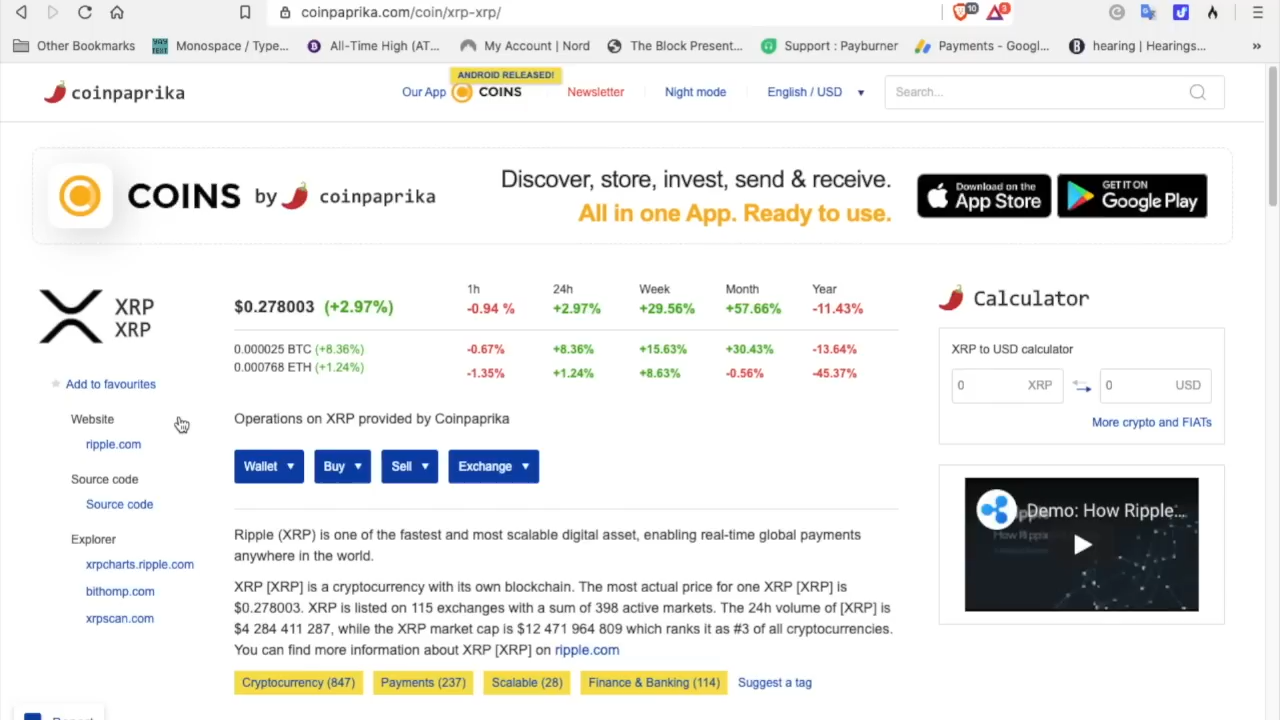 coinpaprika.com/coin/xrp-xrp/
10
3
Other Bookmarks
Monospace / Type...
All-Time High (AT...
My Account | Nord
The Block Present...
Support : Payburner
Payments - Googl...
hearing | Hearings...
»
coinpaprika
Our App
ANDROID RELEASED!
COINS
Newsletter
Night mode
English / USD
Search...
COINS by coinpaprika
Discover, store, invest, send & receive.
All in one App. Ready to use.
Download on the
App Store
GET IT ON
Google Play
XRP
XRP
$0.278003 (+2.97%)
1h 24h Week Month Year
-0.94 % +2.97% +29.56% +57.66% -11.43%
0.000025 BTC (+8.36%)
-0.67% +8.36% +15.63% +30.43% -13.64%
0.000768 ETH (+1.24%)
-1.35% +1.24% +8.63% -0.56% -45.37%
Calculator
XRP to USD calculator
0 XRP
0 USD
More crypto and FIATs
Add to favourites
Website
ripple.com
Source code
Source code
Explorer
xrpcharts.ripple.com
bithomp.com
xrpscan.com
Operations on XRP provided by Coinpaprika
Wallet
Buy
Sell
Exchange
Demo: How Ripple...
Ripple (XRP) is one of the fastest and most scalable digital asset, enabling real-time global payments
anywhere in the world.
XRP [XRP] is a cryptocurrency with its own blockchain. The most actual price for one XRP [XRP] is
$0.278003. XRP is listed on 115 exchanges with a sum of 398 active markets. The 24h volume of [XRP] is
$4 284 411 287, while the XRP market cap is $12 471 964 809 which ranks it as #3 of all cryptocurrencies.
You can find more information about XRP [XRP] on ripple.com
Cryptocurrency (847)
Payments (237)
Scalable (28)
Finance & Banking (114)
Suggest a tag